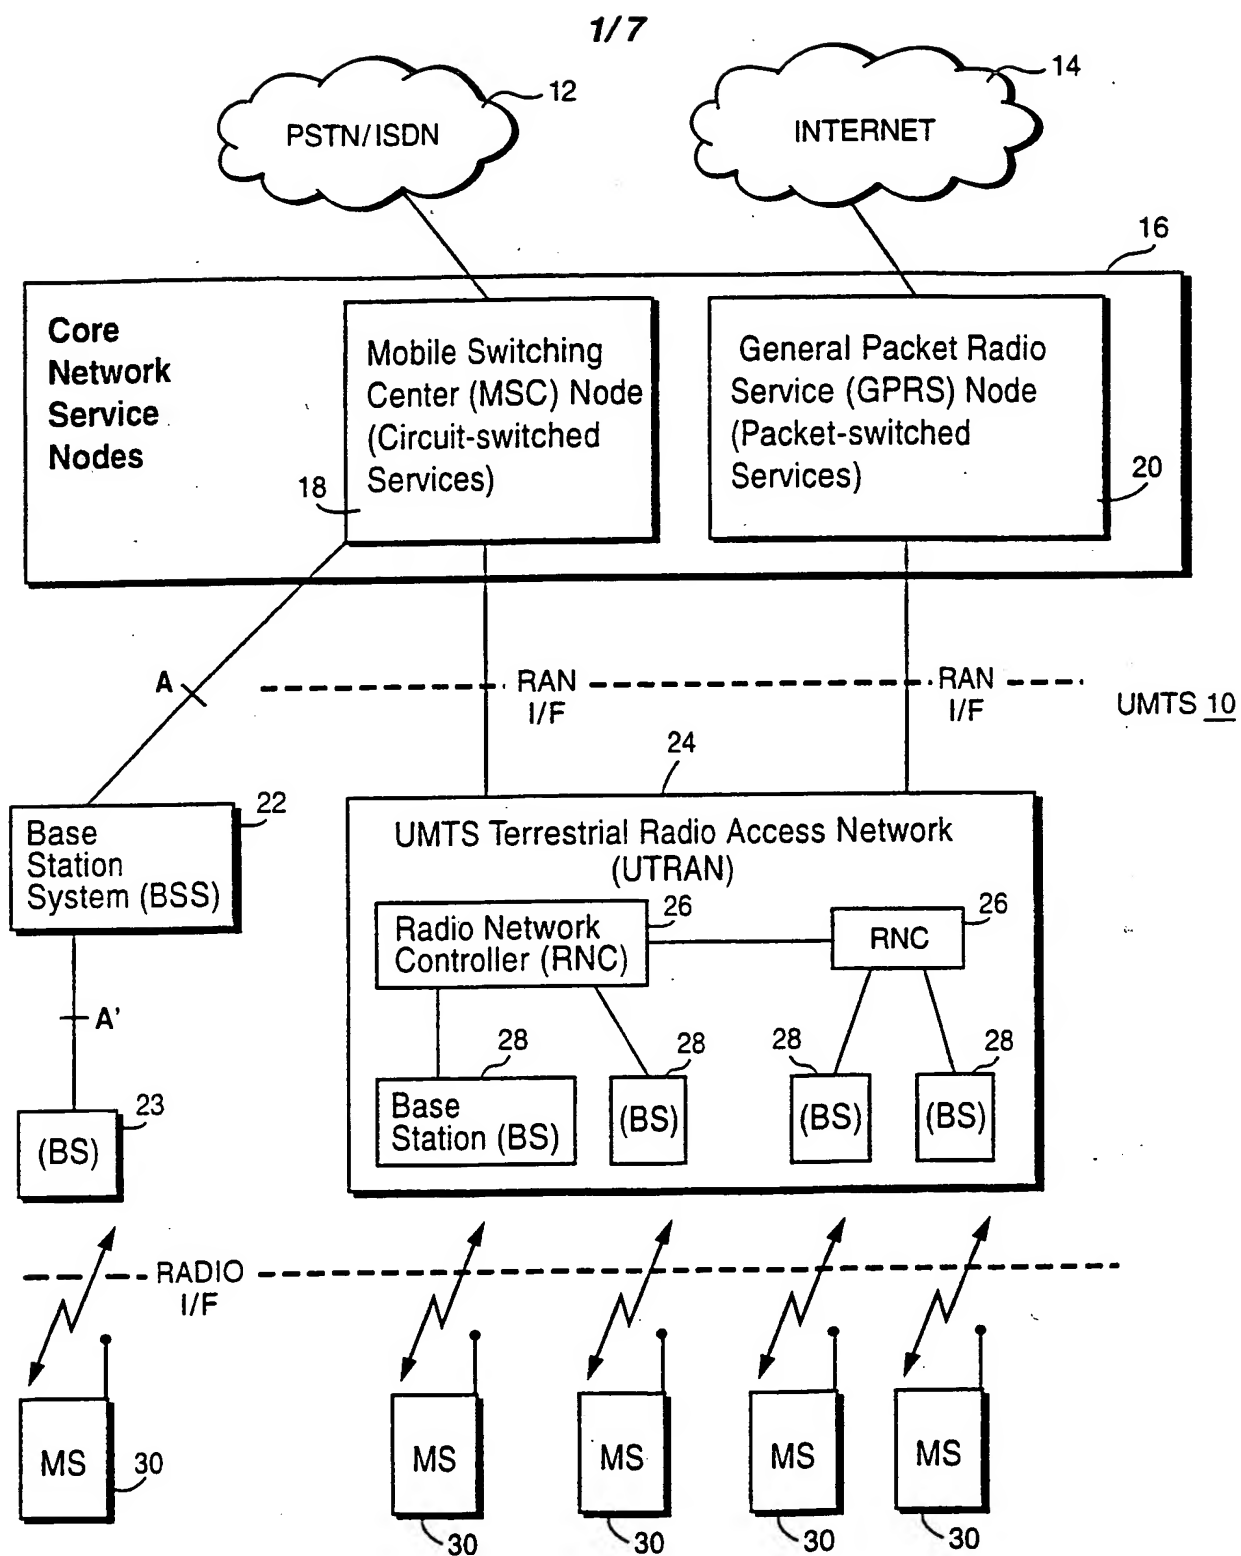 1/7
12
14
PSTN/ISDN
INTERNET
16
Core
Network
Service
Nodes
Mobile Switching
Center (MSC) Node
(Circuit-switched
Services)
18
General Packet Radio
Service (GPRS) Node
(Packet-switched
Services)
20
A
RAN
I/F
RAN
I/F
UMTS 10
24
22
Base
Station
System (BSS)
UMTS Terrestrial Radio Access Network
(UTRAN)
26
Radio Network
Controller (RNC)
26
RNC
A'
28
28
28
28
Base
Station (BS)
(BS)
(BS)
(BS)
23
(BS)
RADIO
I/F
MS
30
MS
30
MS
30
MS
30
MS
30